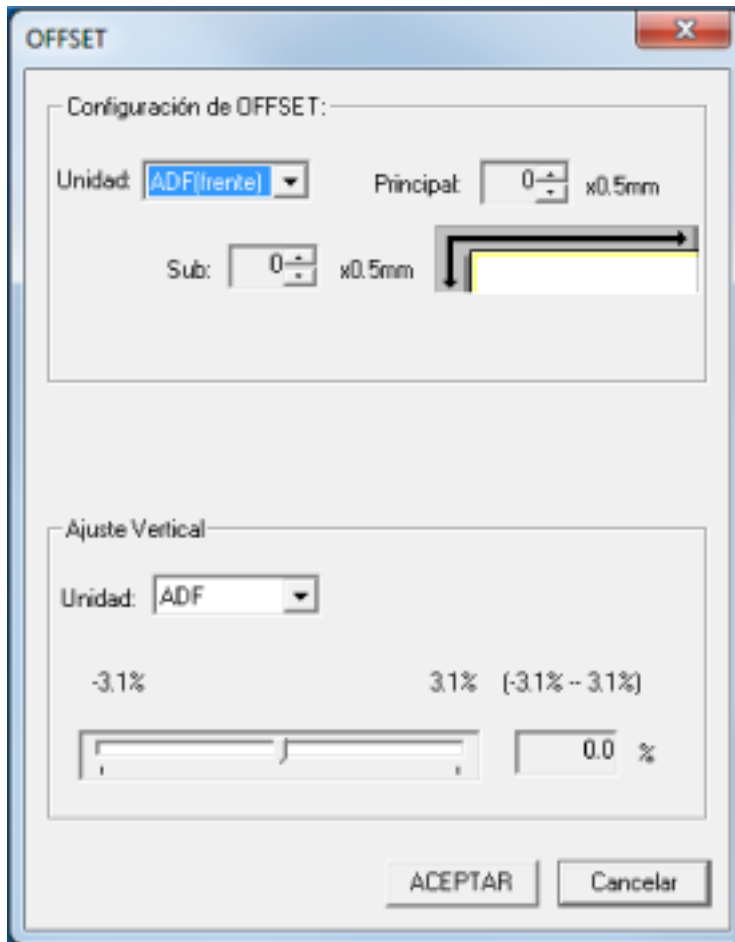 OFFSET
Configuración de OFFSET:
Unidad: ADF(frente) Principal: 0 x0.5mm
Sub: 0 x0.5mm
Ajuste Vertical
Unidad: ADF
-3.1% 3.1% (-3.1% -- 3.1%)
0.0 %
ACEPTAR Cancelar